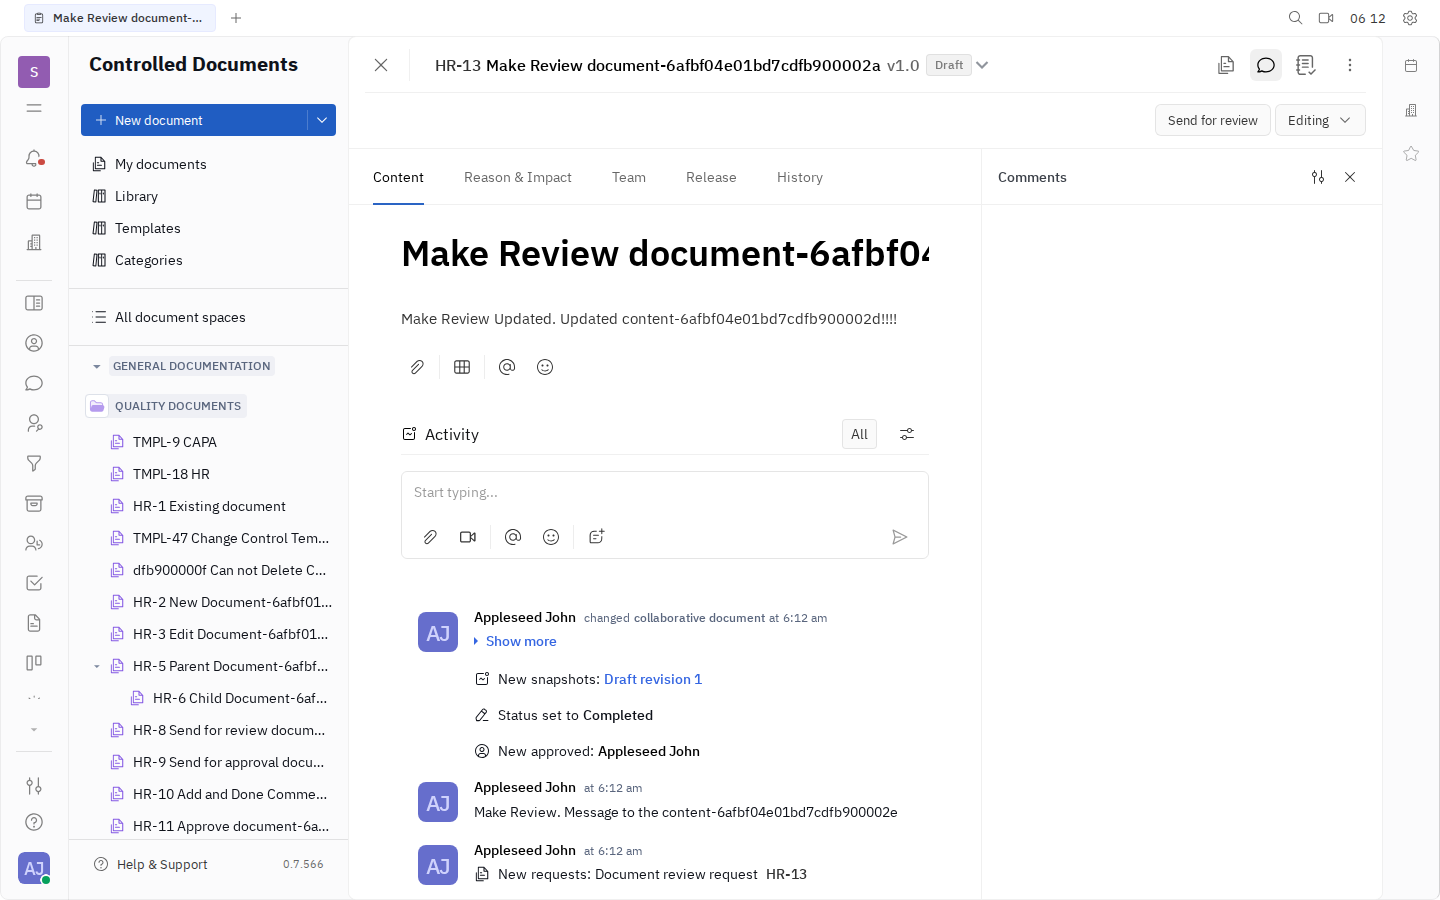 Make Review document-...
06 12
S
Controlled Documents
New document
My documents
Library
Templates
Categories
All document spaces
GENERAL DOCUMENTATION
QUALITY DOCUMENTS
TMPL-9 CAPA
TMPL-18 HR
HR-1 Existing document
TMPL-47 Change Control Tem...
dfb900000f Can not Delete C...
HR-2 New Document-6afbf01...
HR-3 Edit Document-6afbf01...
HR-5 Parent Document-6afbf...
HR-6 Child Document-6af...
HR-8 Send for review docum...
HR-9 Send for approval docu...
HR-10 Add and Done Comme...
HR-11 Approve document-6a...
Help & Support 0.7.566
AJ
HR-13 Make Review document-6afbf04e01bd7cdfb900002a v1.0 Draft
Send for review Editing
Content Reason & Impact Team Release History
Comments
Make Review document-6afbf04
Make Review Updated. Updated content-6afbf04e01bd7cdfb900002d!!!!
Activity All
Start typing...
AJ
Appleseed John changed collaborative document at 6:12 am
Show more
New snapshots: Draft revision 1
Status set to Completed
New approved: Appleseed John
AJ
Appleseed John at 6:12 am
Make Review. Message to the content-6afbf04e01bd7cdfb900002e
AJ
Appleseed John at 6:12 am
New requests: Document review request HR-13